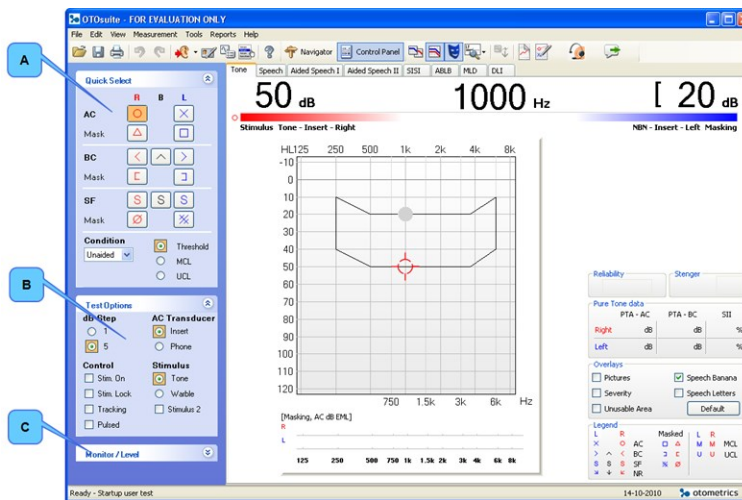 OTOsuite - FOR EVALUATION ONLY
File Edit View Measurement Tools Reports Help
Navigator Control Panel
Tone Speech Aided Speech I Aided Speech II SISI ABLB MLD DLI
A
B
C
Quick Select
R B L
AC
Mask
BC
Mask
SF S S S
Mask
Condition
Unaided
Threshold
MCL
UCL
Test Options
dB Step AC Transducer
1 Insert
5 Phone
Control Stimulus
Stim. On Tone
Stim. Lock Warble
Tracking Stimulus 2
Pulsed
Monitor / Level
50 dB 1000 Hz [ 20 dB
Stimulus Tone - Insert - Right NBN - Insert - Left Masking
HL 125 250 500 1k 2k 4k 8k
-10
0
10
20
30
40
50
60
70
80
90
100
110
120
750 1.5k 3k 6k Hz
[Masking, AC dB EML]
R
L
125 250 500 750 1k 1.5k 2k 3k 4k 6k 8k
Reliability Stenger
Pure Tone data
PTA - AC PTA - BC SII
Right dB dB %
Left dB dB %
Overlays
Pictures Speech Banana
Severity Speech Letters
Unusable Area Default
Legend
L R Masked L R
AC M M MCL
BC U U UCL
S S S SF
NR
Ready - Startup user test 14-10-2010 otometrics